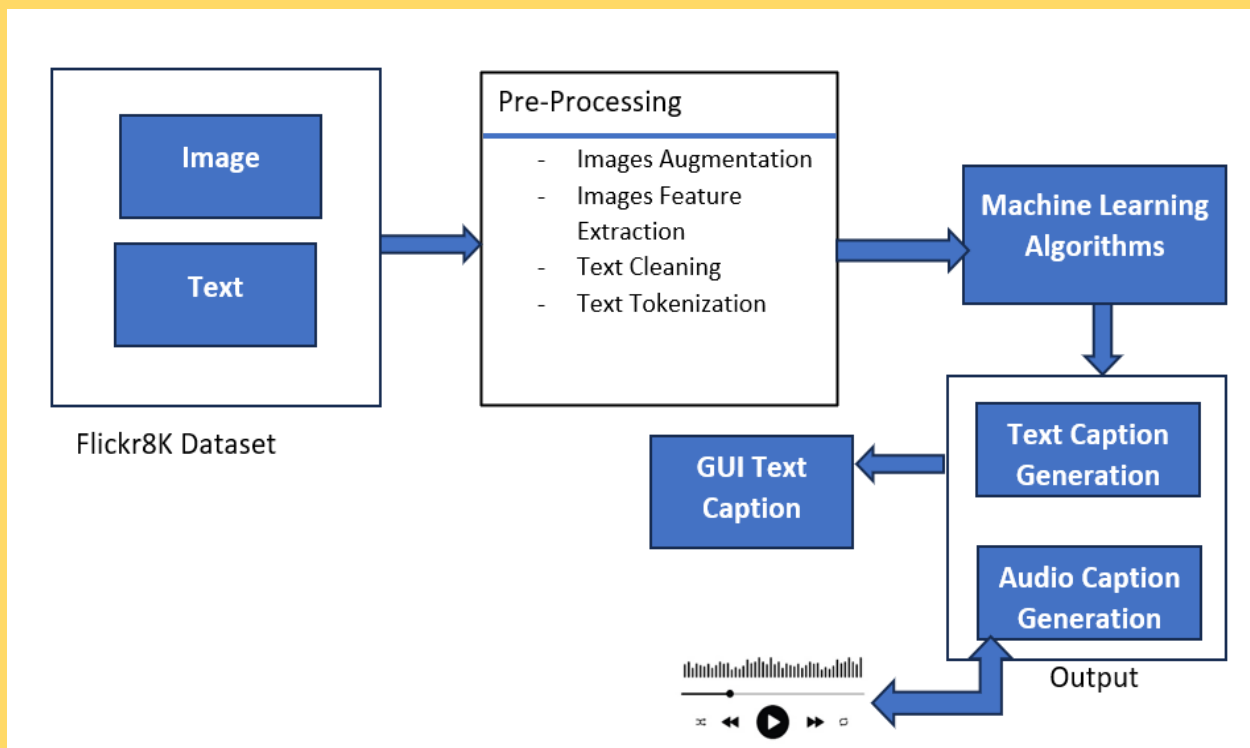 Image
Text
Flickr8K Dataset
Pre-Processing
- Images Augmentation
- Images Feature
Extraction
- Text Cleaning
- Text Tokenization
Machine Learning
Algorithms
Text Caption
Generation
Audio Caption
Generation
Output
GUI Text
Caption